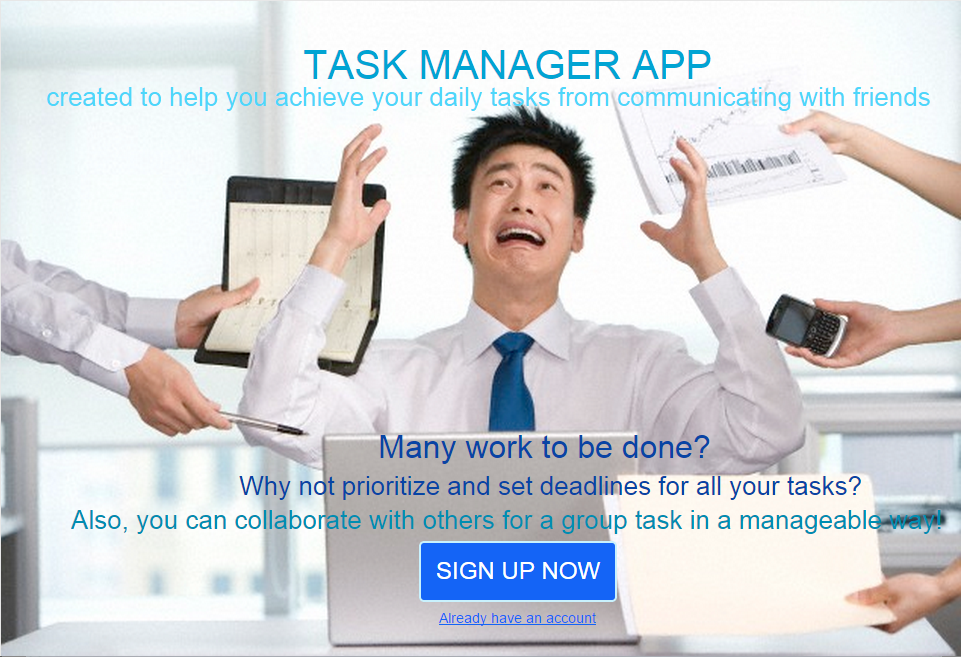 TASK MANAGER APP
created to help you achieve your daily tasks from communicating with friends
Many work to be done?
Why not prioritize and set deadlines for all your tasks?
Also, you can collaborate with others for a group task in a manageable way!
SIGN UP NOW
Already have an account